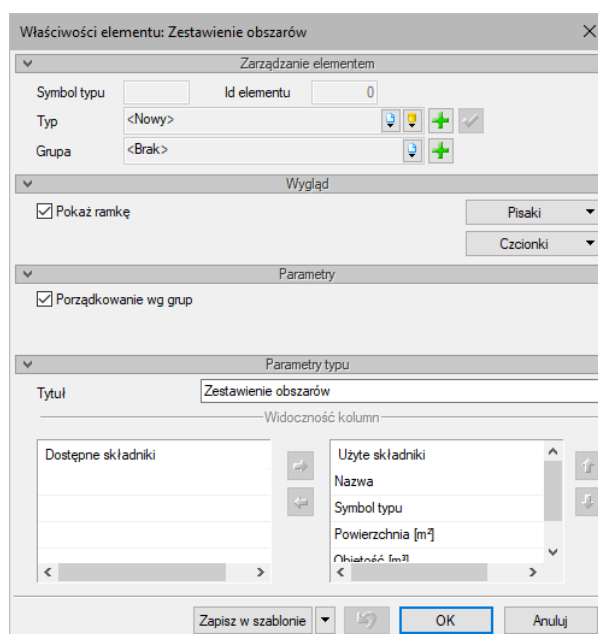 Właściwości elementu: Zestawienie obszarów
Zarządzanie elementem
Symbol typu
Id elementu 0
Typ <Nowy>
Grupa <Brak>
Wygląd
Pokaż ramkę
Pisaki
Czcionki
Parametry
Porządkowanie wg grup
Parametry typu
Tytuł Zestawienie obszarów
Widoczność kolumn
Dostępne składniki
Użyte składniki
Nazwa
Symbol typu
Powierzchnia [m²]
Objętość [m³]
Zapisz w szablonie
OK
Anuluj